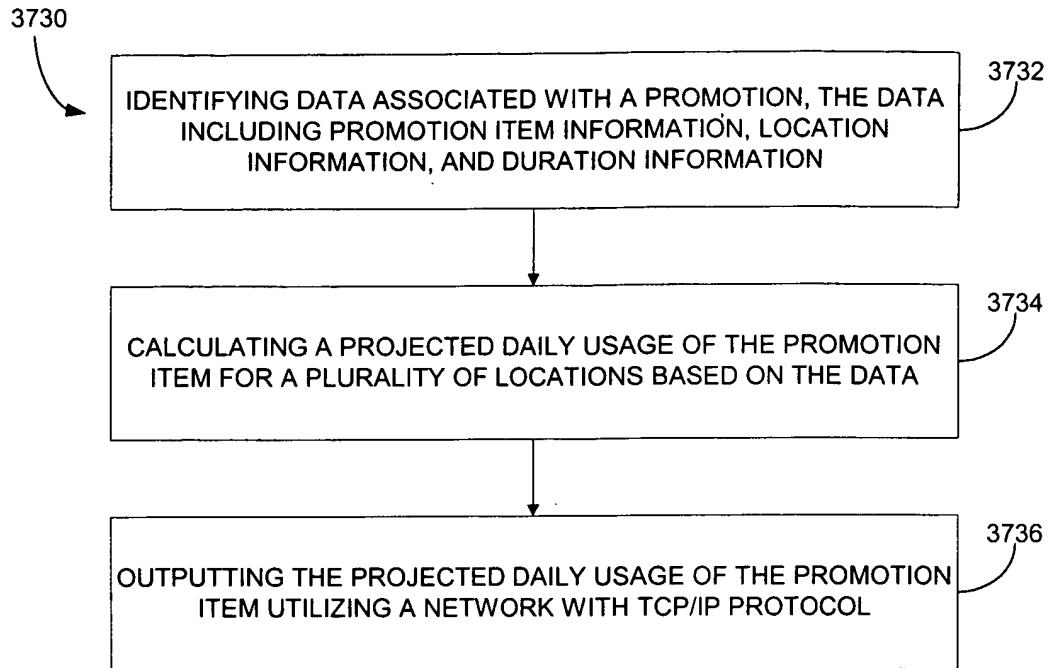 3730
3732
IDENTIFYING DATA ASSOCIATED WITH A PROMOTION, THE DATA
INCLUDING PROMOTION ITEM INFORMATION, LOCATION
INFORMATION, AND DURATION INFORMATION
3734
CALCULATING A PROJECTED DAILY USAGE OF THE PROMOTION
ITEM FOR A PLURALITY OF LOCATIONS BASED ON THE DATA
3736
OUTPUTTING THE PROJECTED DAILY USAGE OF THE PROMOTION
ITEM UTILIZING A NETWORK WITH TCP/IP PROTOCOL